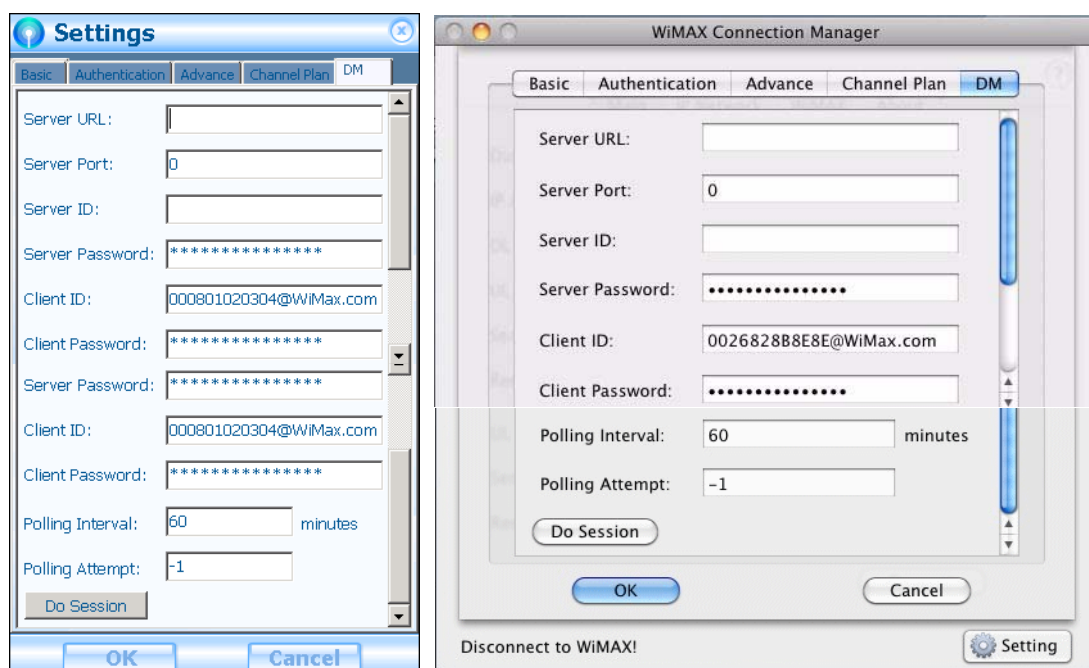 Settings
Basic Authentication Advance Channel Plan DM
Server URL:
Server Port: 0
Server ID:
Server Password: ***************
Client ID: 000801020304@WiMax.com
Client Password: ***************
Server Password: ***************
Client ID: 000801020304@WiMax.com
Client Password: ***************
Polling Interval: 60 minutes
Polling Attempt: -1
Do Session
OK Cancel
WiMAX Connection Manager
Basic Authentication Advance Channel Plan DM
Server URL:
Server Port: 0
Server ID:
Server Password: •••••••••••••••
Client ID: 0026828B8E8E@WiMax.com
Client Password: •••••••••••••••
Polling Interval: 60 minutes
Polling Attempt: -1
Do Session
OK Cancel
Disconnect to WiMAX! Setting